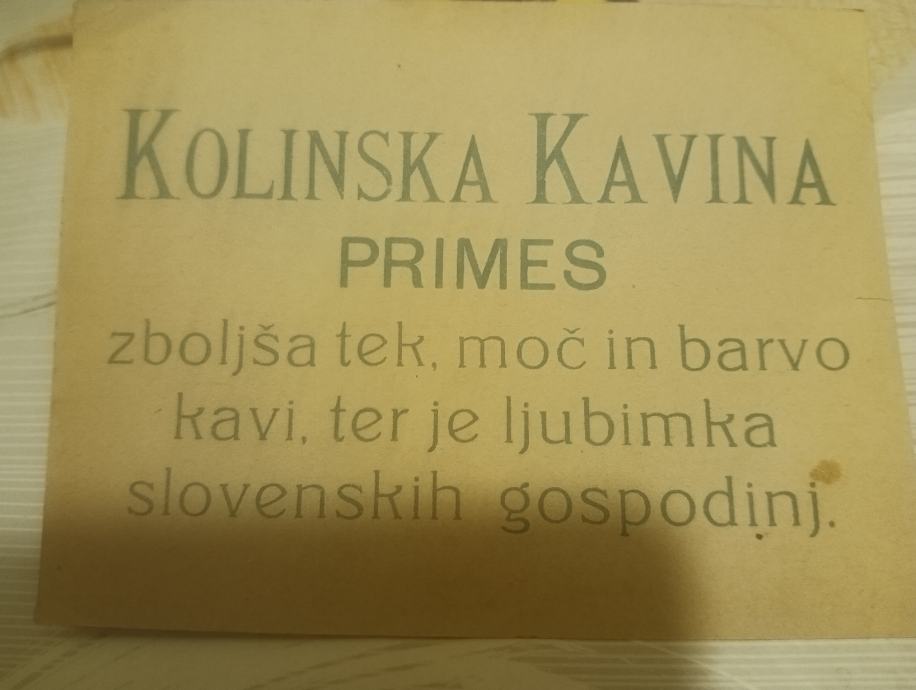 KOLINSKA KAVINA
PRIMES
zboljša tek, moč in barvo
kavi, ter je ljubimka
slovenskih gospodinj.